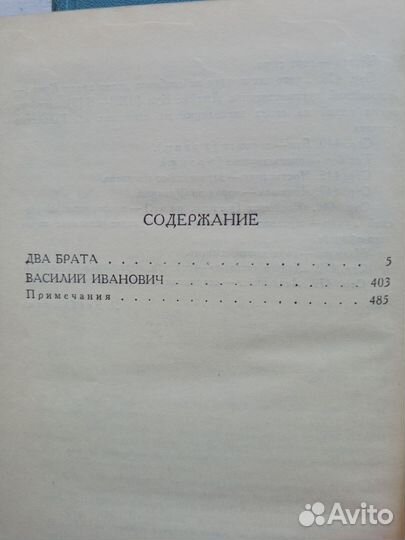 СОДЕРЖАНИЕ
ДВА БРАТА . . . . . . . . . . . . . . . . . 5
ВАСИЛИЙ ИВАНОВИЧ . . . . . . . . . . . . 403
Примечания . . . . . . . . . . . . . . . . 485
Avito